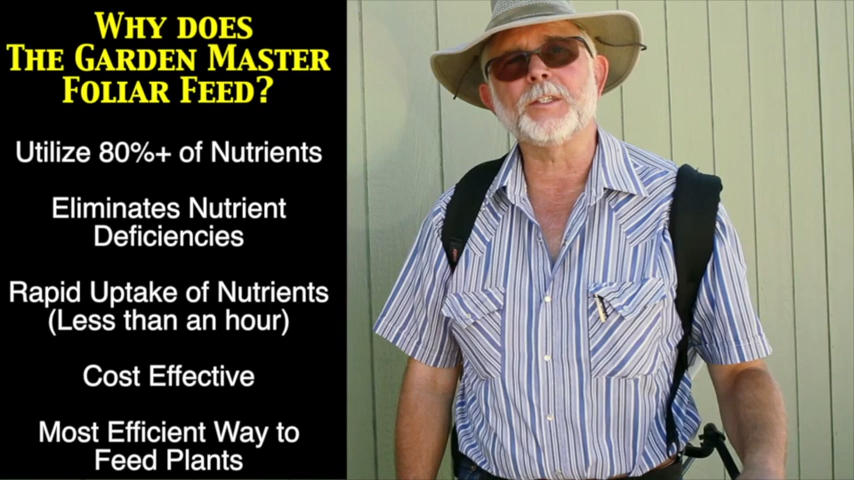 Why does
The Garden Master
Foliar Feed?
Utilize 80%+ of Nutrients
Eliminates Nutrient
Deficiencies
Rapid Uptake of Nutrients
(Less than an hour)
Cost Effective
Most Efficient Way to
Feed Plants